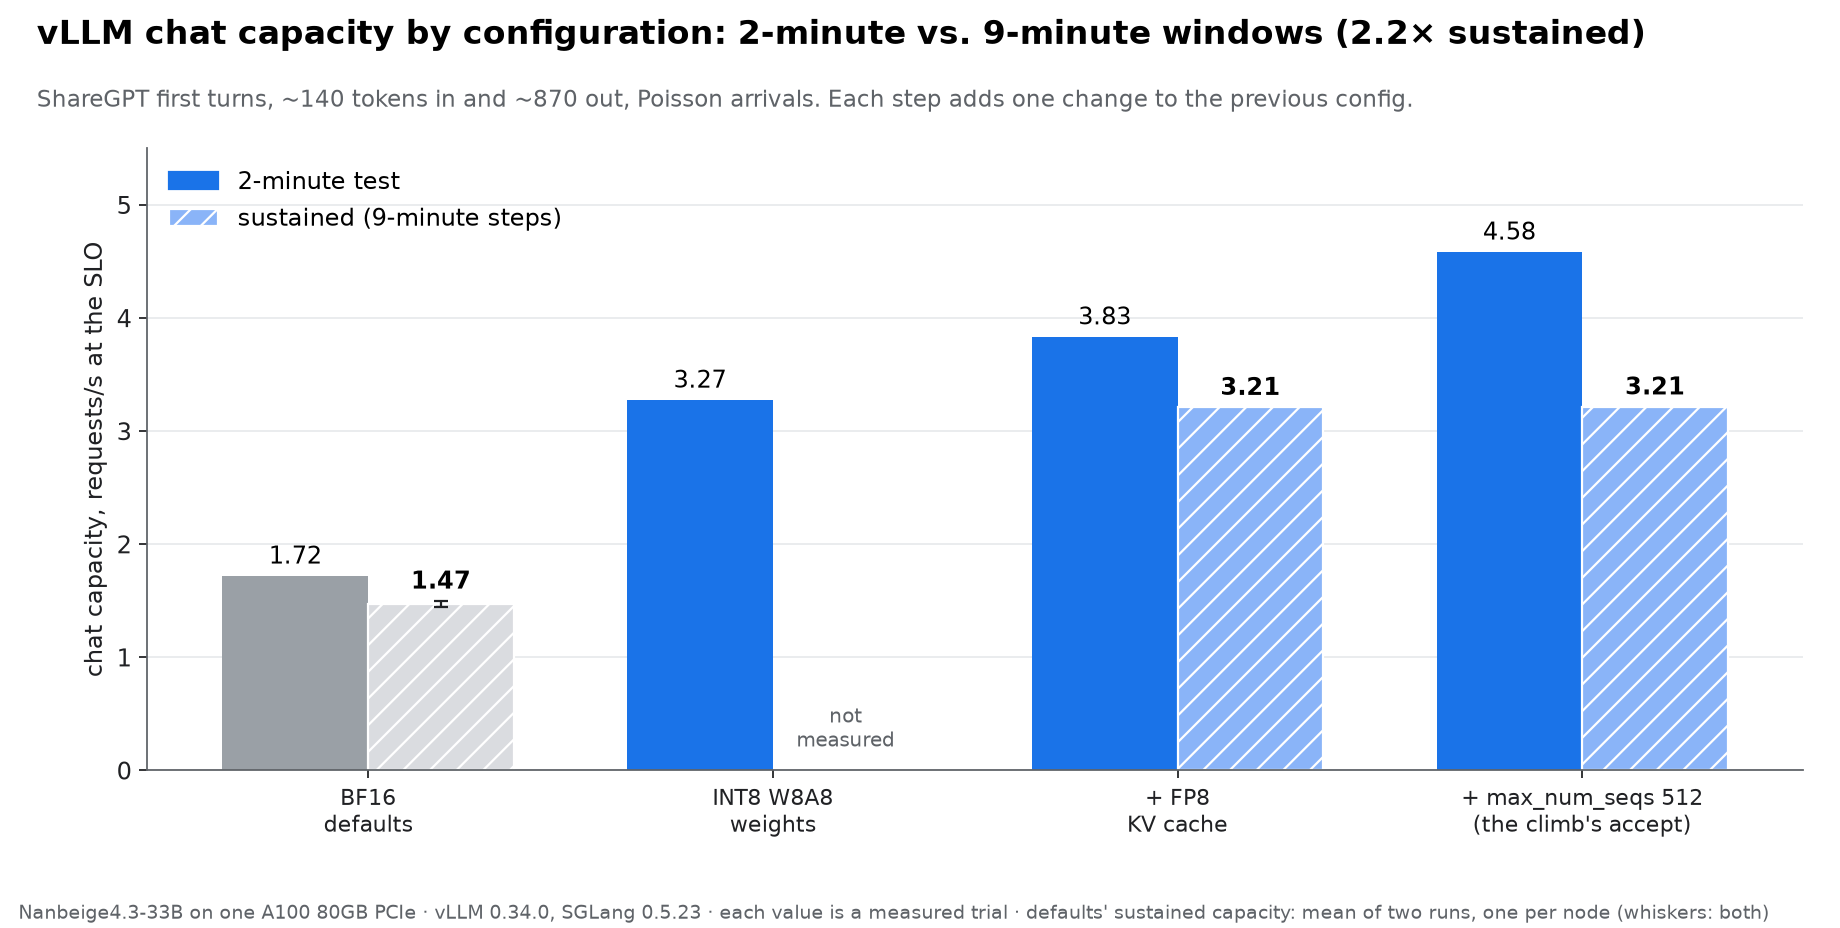 vLLM chat capacity by configuration: 2-minute vs. 9-minute windows (2.2× sustained)
ShareGPT first turns, ~140 tokens in and ~870 out, Poisson arrivals. Each step adds one change to the previous config.
2-minute test
sustained (9-minute steps)
chat capacity, requests/s at the SLO
5
4
3
2
1
0
1.72
1.47
3.27
not
measured
3.83
3.21
4.58
3.21
BF16
defaults
INT8 W8A8
weights
+ FP8
KV cache
+ max_num_seqs 512
(the climb's accept)
Nanbeige4.3-33B on one A100 80GB PCIe · vLLM 0.34.0, SGLang 0.5.23 · each value is a measured trial · defaults' sustained capacity: mean of two runs, one per node (whiskers: both)